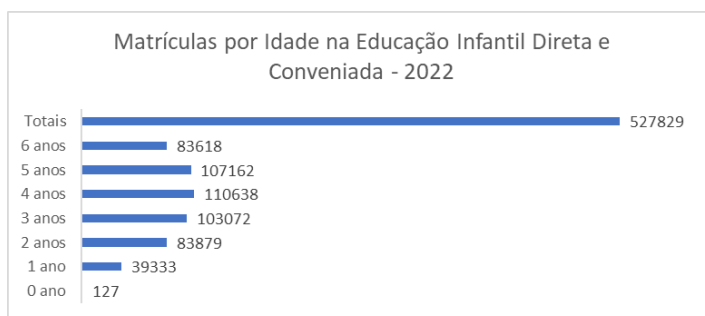 Matrículas por Idade na Educação Infantil Direta e
Conveniada - 2022
Totais 527829
6 anos 83618
5 anos 107162
4 anos 110638
3 anos 103072
2 anos 83879
1 ano 39333
0 ano 127